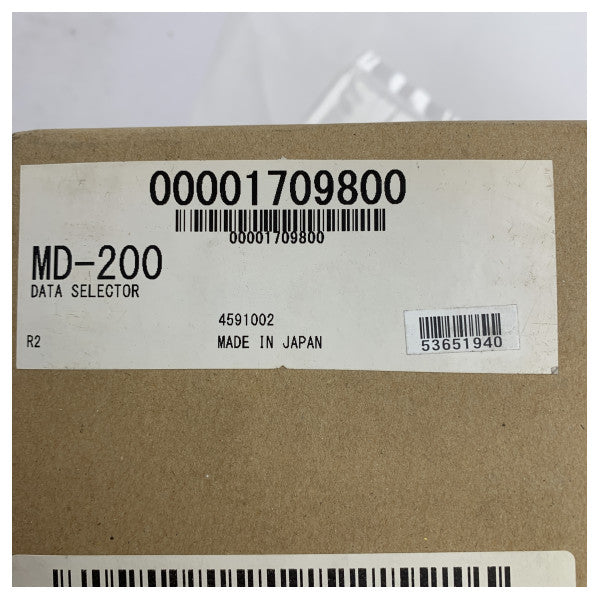 00001709800
00001709800
MD-200
DATA SELECTOR
4591002
R2
MADE IN JAPAN
53651940